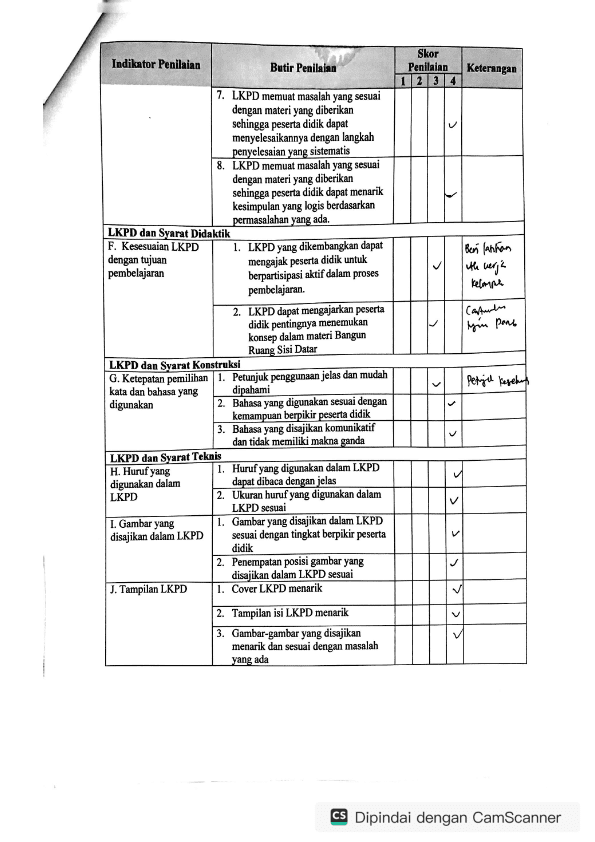 Indikator Penilaian
Butir Penilaian
Skor
Penilaian
Keterangan
1 2 3 4
7. LKPD memuat masalah yang sesuai
dengan materi yang diberikan
sehingga peserta didik dapat
menyelesaikannya dengan langkah
penyelesaian yang sistematis
✓
8. LKPD memuat masalah yang sesuai
dengan materi yang diberikan
sehingga peserta didik dapat menarik
kesimpulan yang logis berdasarkan
permasalahan yang ada.
✓
LKPD dan Syarat Didaktik
F. Kesesuaian LKPD
dengan tujuan
pembelajaran
1. LKPD yang dikembangkan dapat
mengajak peserta didik untuk
berpartisipasi aktif dalam proses
pembelajaran.
✓
Beri
2. LKPD dapat mengajarkan peserta
didik pentingnya menemukan
konsep dalam materi Bangun
Ruang Sisi Datar
✓
LKPD dan Syarat Konstruksi
G. Ketepatan pemilihan
kata dan bahasa yang
digunakan
1. Petunjuk penggunaan jelas dan mudah
dipahami
✓
2. Bahasa yang digunakan sesuai dengan
kemampuan berpikir peserta didik
✓
3. Bahasa yang disajikan komunikatif
dan tidak memiliki makna ganda
✓
LKPD dan Syarat Teknis
H. Huruf yang
digunakan dalam
LKPD
1. Huruf yang digunakan dalam LKPD
dapat dibaca dengan jelas
✓
2. Ukuran huruf yang digunakan dalam
LKPD sesuai
✓
I. Gambar yang
disajikan dalam LKPD
1. Gambar yang disajikan dalam LKPD
sesuai dengan tingkat berpikir peserta
didik
✓
2. Penempatan posisi gambar yang
disajikan dalam LKPD sesuai
✓
J. Tampilan LKPD
1. Cover LKPD menarik
✓
2. Tampilan isi LKPD menarik
✓
3. Gambar-gambar yang disajikan
menarik dan sesuai dengan masalah
yang ada
✓
CS Dipindai dengan CamScanner